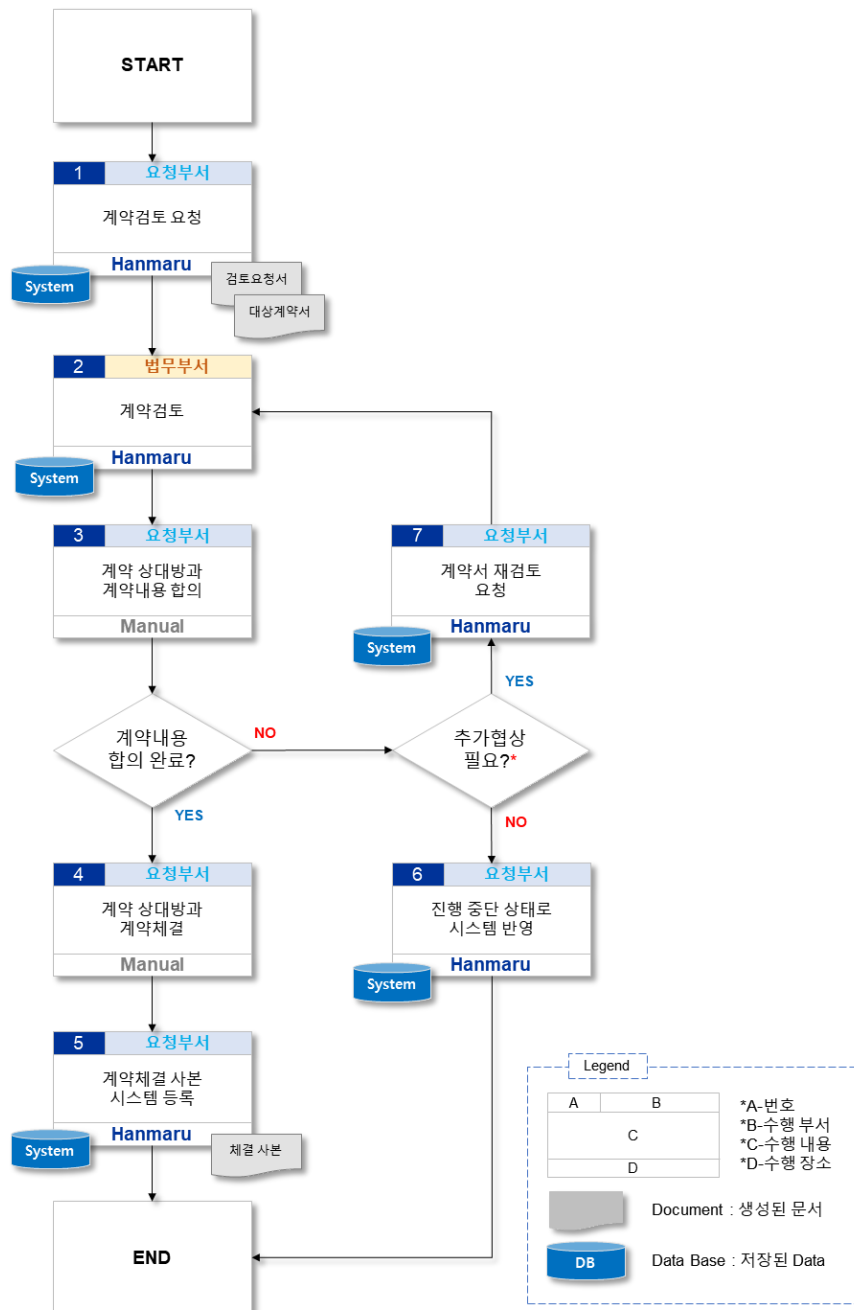 START
1 요청부서
계약검토 요청
Hanmaru
System
검토요청서
대상계약서
2 법무부서
계약검토
Hanmaru
System
3 요청부서
계약 상대방과
계약내용 합의
Manual
7 요청부서
계약서 재검토
요청
Hanmaru
System
YES
계약내용
합의 완료?
NO
추가협상
필요?*
YES
NO
4 요청부서
계약 상대방과
계약체결
Manual
6 요청부서
진행 중단 상태로
시스템 반영
Hanmaru
System
5 요청부서
계약체결 사본
시스템 등록
Hanmaru
System
체결 사본
END
Legend
A B
C
D
*A-번호
*B-수행 부서
*C-수행 내용
*D-수행 장소
Document : 생성된 문서
DB
Data Base : 저장된 Data